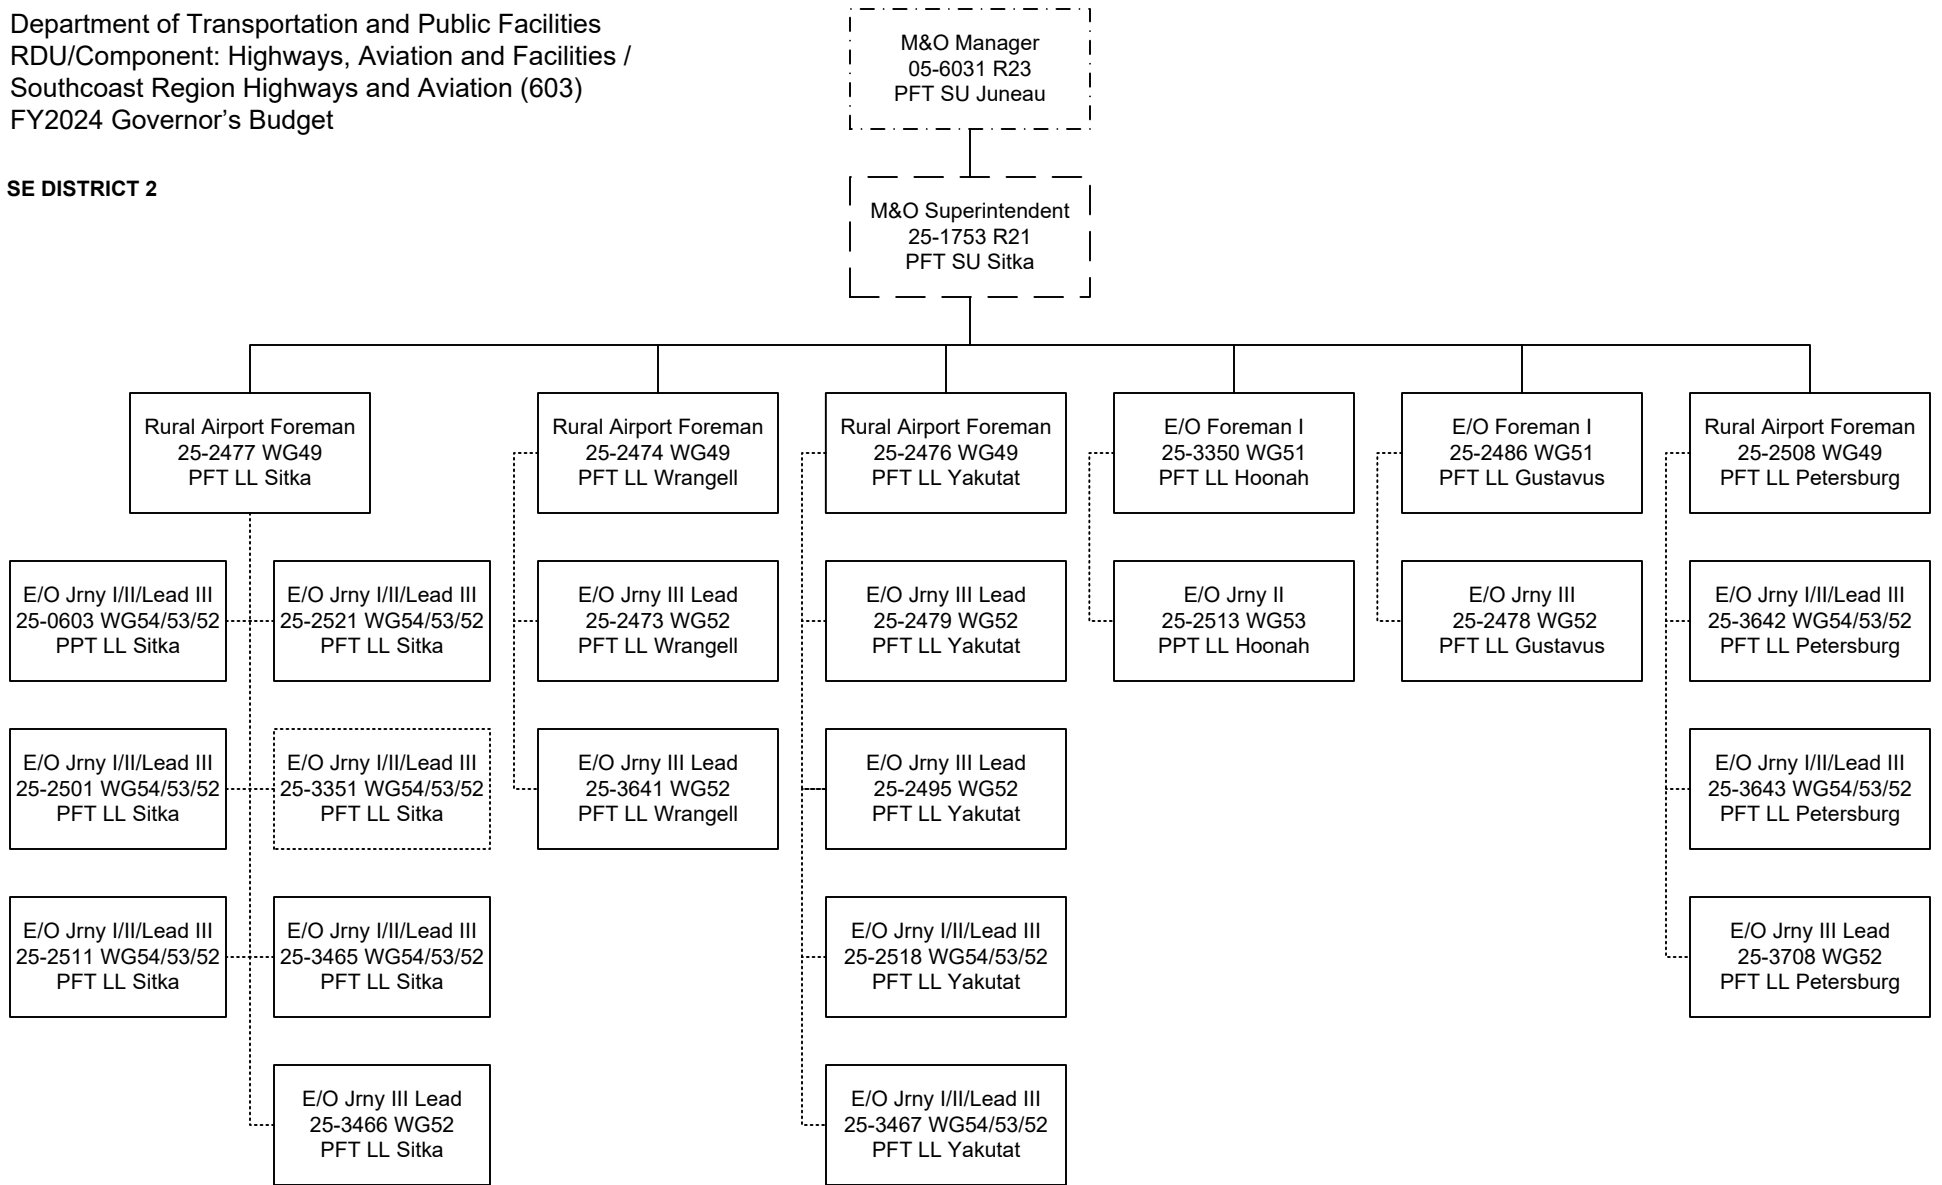 Department of Transportation and Public Facilities
RDU/Component: Highways, Aviation and Facilities /
Southcoast Region Highways and Aviation (603)
FY2024 Governor’s Budget
SE DISTRICT 2
M&O Manager
05-6031 R23
PFT SU Juneau
M&O Superintendent
25-1753 R21
PFT SU Sitka
Rural Airport Foreman
25-2477 WG49
PFT LL Sitka
Rural Airport Foreman
25-2474 WG49
PFT LL Wrangell
Rural Airport Foreman
25-2476 WG49
PFT LL Yakutat
E/O Foreman I
25-3350 WG51
PFT LL Hoonah
E/O Foreman I
25-2486 WG51
PFT LL Gustavus
Rural Airport Foreman
25-2508 WG49
PFT LL Petersburg
E/O Jrny I/II/Lead III
25-0603 WG54/53/52
PPT LL Sitka
E/O Jrny I/II/Lead III
25-2521 WG54/53/52
PFT LL Sitka
E/O Jrny III Lead
25-2473 WG52
PFT LL Wrangell
E/O Jrny III Lead
25-2479 WG52
PFT LL Yakutat
E/O Jrny II
25-2513 WG53
PPT LL Hoonah
E/O Jrny III
25-2478 WG52
PFT LL Gustavus
E/O Jrny I/II/Lead III
25-3642 WG54/53/52
PFT LL Petersburg
E/O Jrny I/II/Lead III
25-2501 WG54/53/52
PFT LL Sitka
E/O Jrny I/II/Lead III
25-3351 WG54/53/52
PFT LL Sitka
E/O Jrny III Lead
25-3641 WG52
PFT LL Wrangell
E/O Jrny III Lead
25-2495 WG52
PFT LL Yakutat
E/O Jrny I/II/Lead III
25-3643 WG54/53/52
PFT LL Petersburg
E/O Jrny I/II/Lead III
25-2511 WG54/53/52
PFT LL Sitka
E/O Jrny I/II/Lead III
25-3465 WG54/53/52
PFT LL Sitka
E/O Jrny I/II/Lead III
25-2518 WG54/53/52
PFT LL Yakutat
E/O Jrny III Lead
25-3708 WG52
PFT LL Petersburg
E/O Jrny III Lead
25-3466 WG52
PFT LL Sitka
E/O Jrny I/II/Lead III
25-3467 WG54/53/52
PFT LL Yakutat